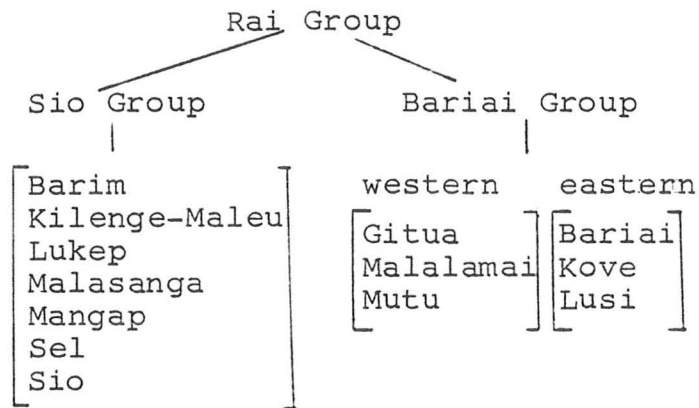 Rai Group
Sio Group
Bariai Group
Barim
Kilenge-Maleu
Lukep
Malasanga
Mangap
Sel
Sio
western
Gitua
Malalamai
Mutu
eastern
Bariai
Kove
Lusi